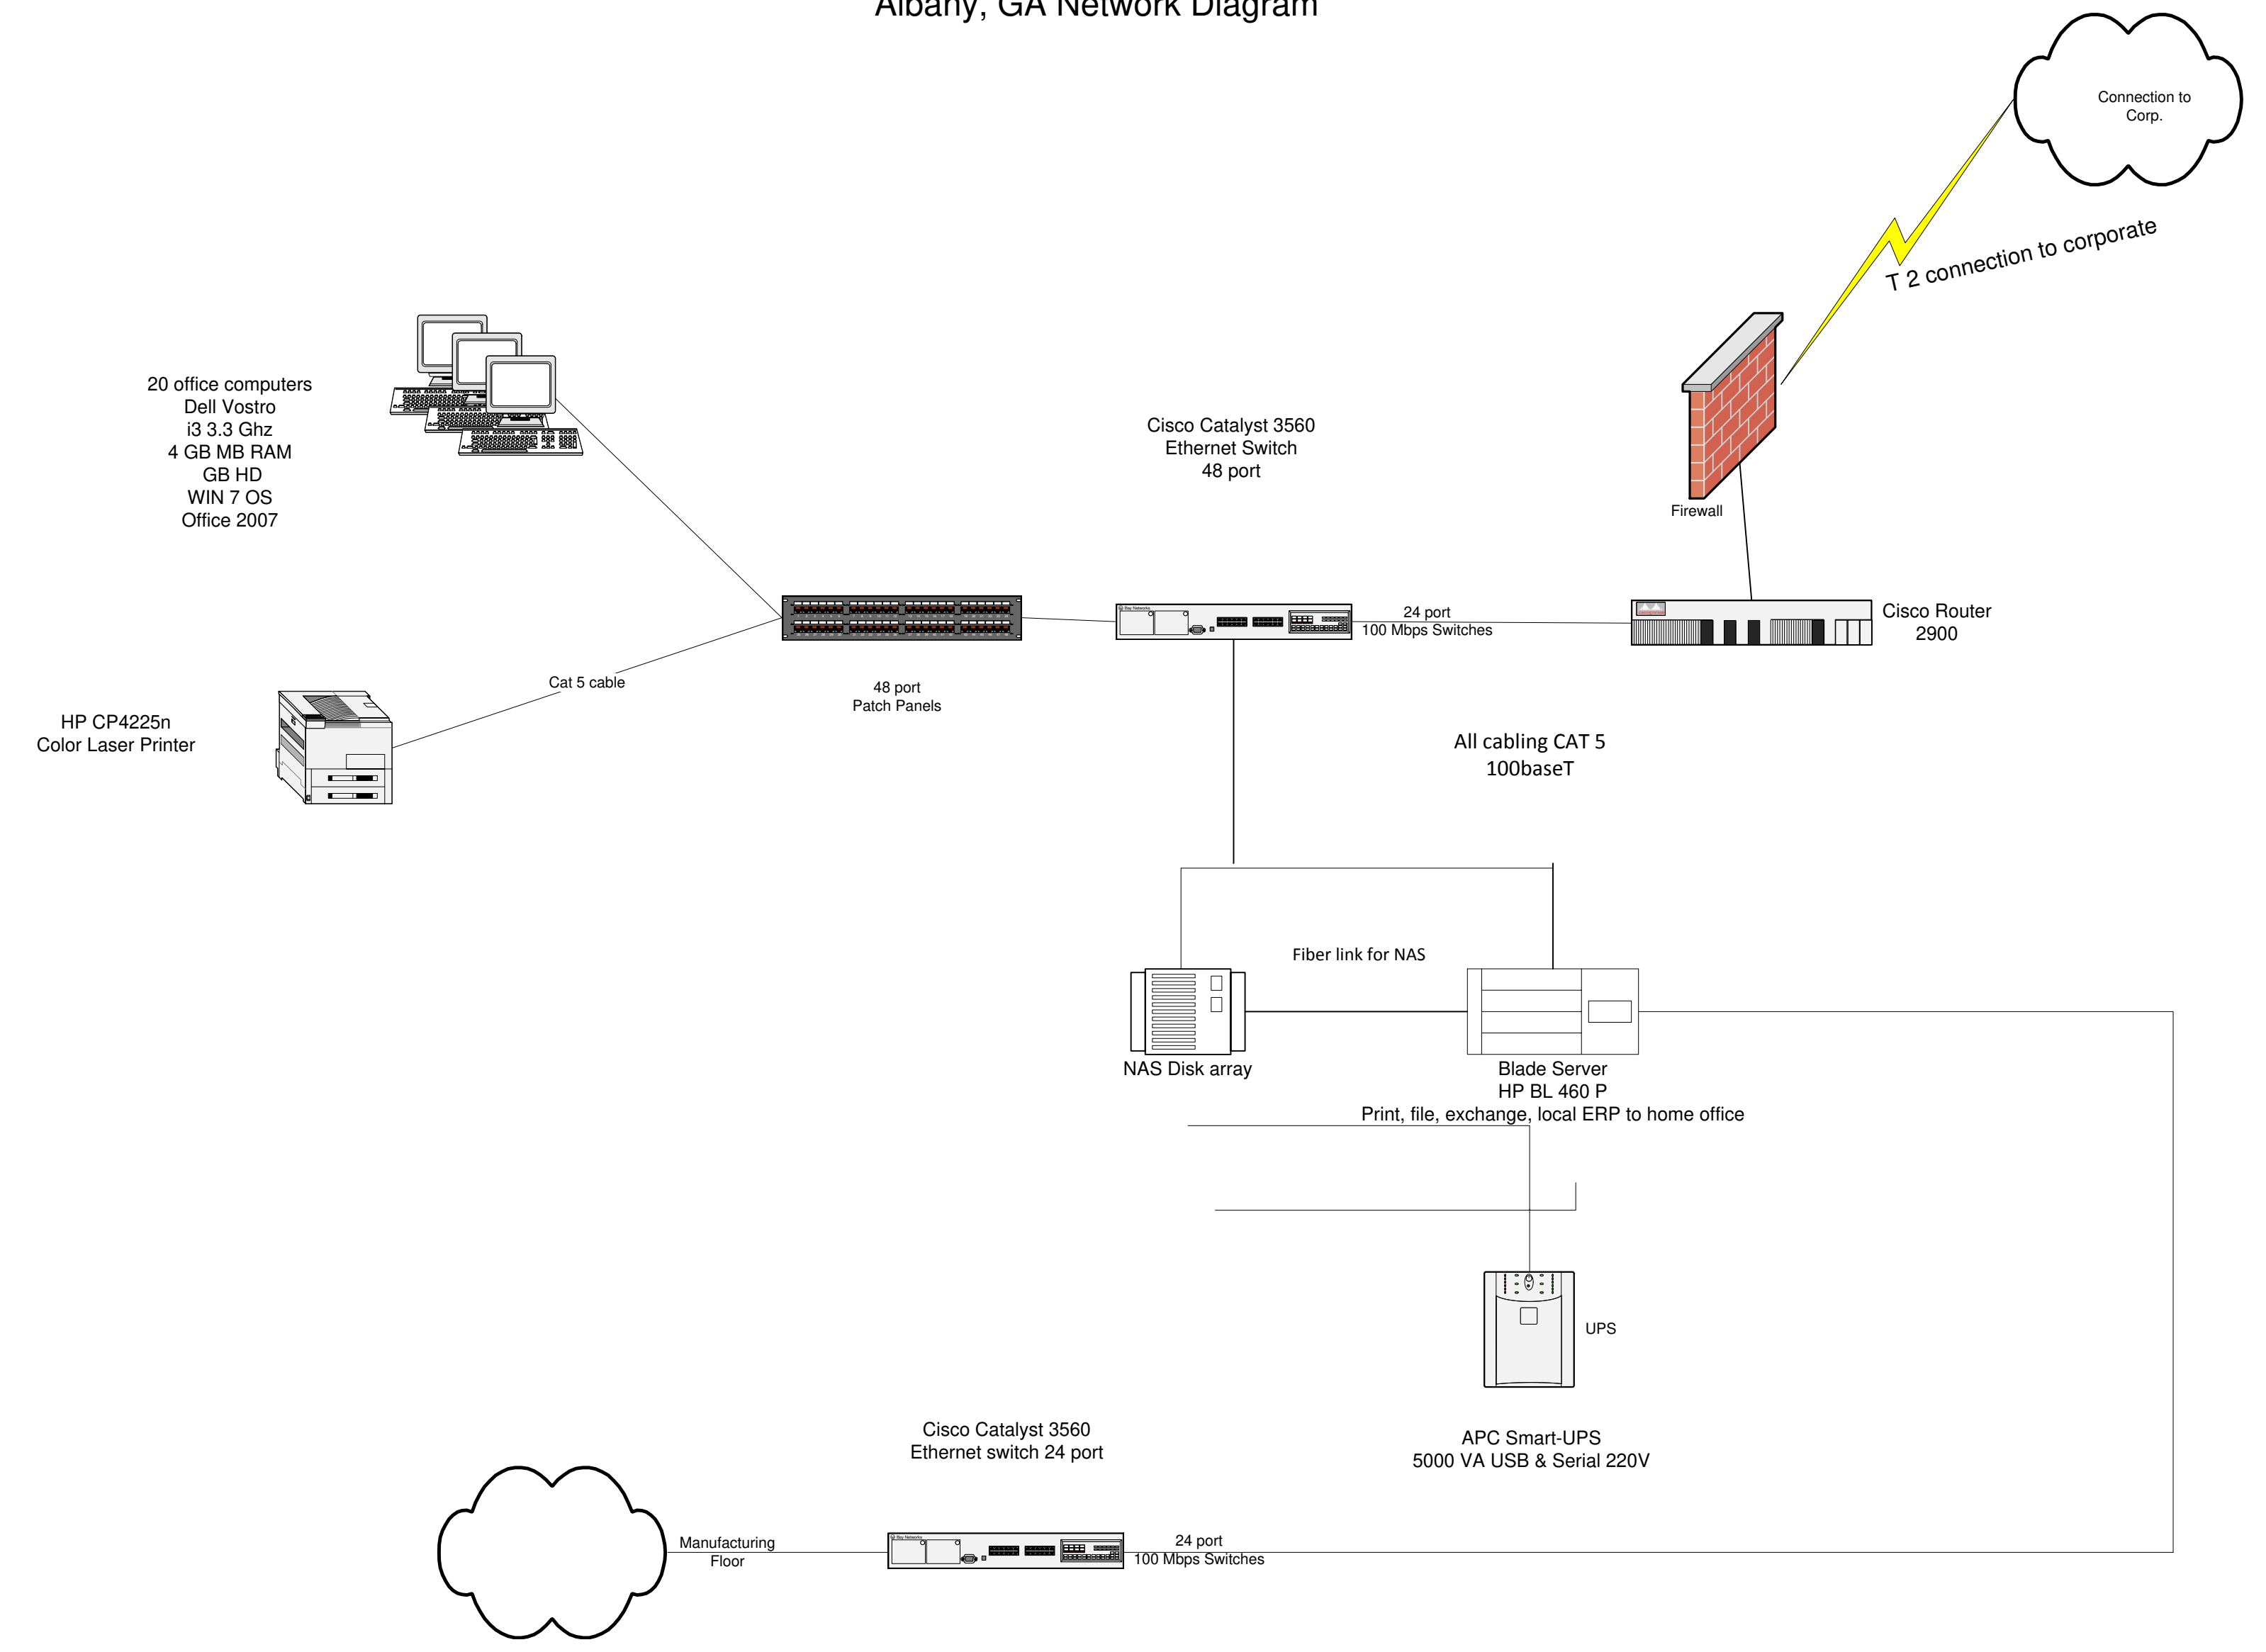 Albany, GA Network Diagram
Connection to
Corp.
T 2 connection to corporate
20 office computers
Dell Vostro
i3 3.3 Ghz
4 GB MB RAM
GB HD
WIN 7 OS
Office 2007
Cisco Catalyst 3560
Ethernet Switch
48 port
Firewall
Bay Networks
24 port
100 Mbps Switches
Cisco Router
2900
Cat 5 cable
48 port
Patch Panels
HP CP4225n
Color Laser Printer
All cabling CAT 5
100baseT
Fiber link for NAS
NAS Disk array
Blade Server
HP BL 460 P
Print, file, exchange, local ERP to home office
UPS
APC Smart-UPS
5000 VA USB & Serial 220V
Cisco Catalyst 3560
Ethernet switch 24 port
Manufacturing
Floor
Bay Networks
24 port
100 Mbps Switches